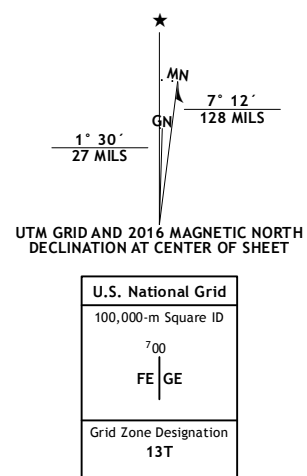 ★
MN
GN
7° 12´
128 MILS
1° 30´
27 MILS
UTM GRID AND 2016 MAGNETIC NORTH
DECLINATION AT CENTER OF SHEET
U.S. National Grid
100,000-m Square ID
700
FE GE
Grid Zone Designation
13T